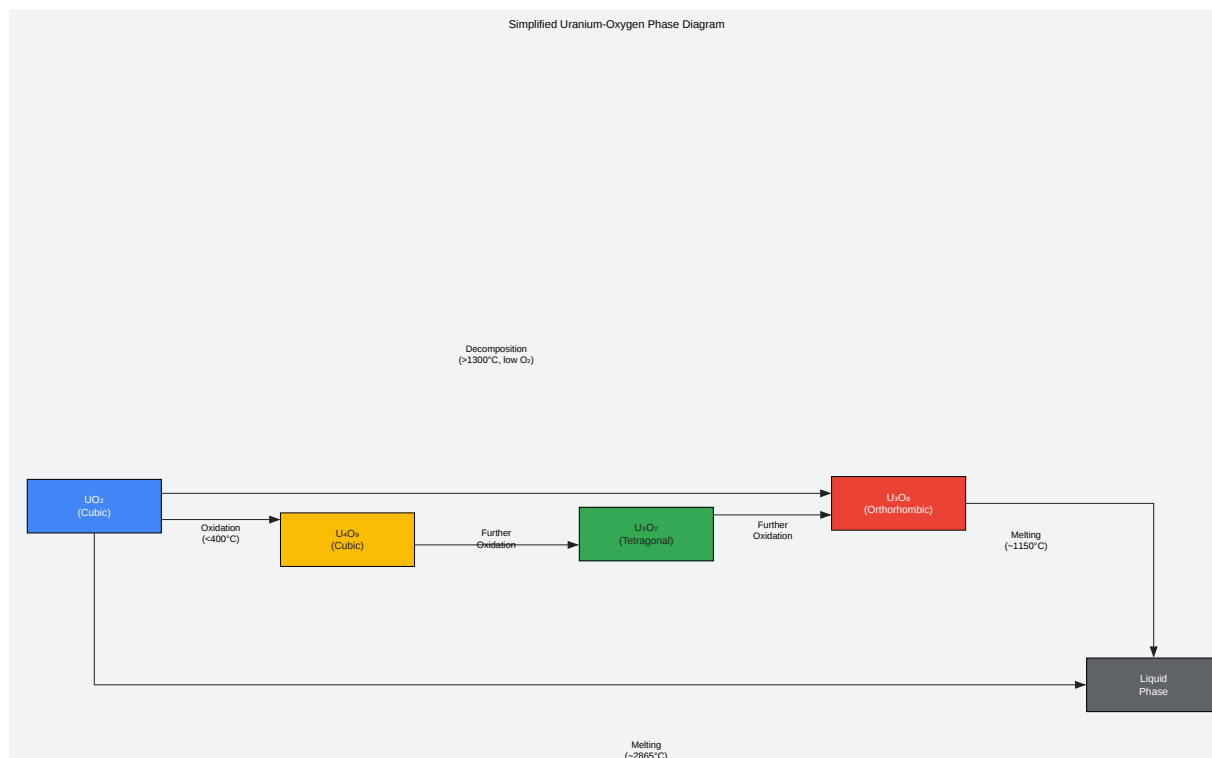 Simplified Uranium-Oxygen Phase Diagram
Decomposition
(>1300°C, low O₂)
UO₂
(Cubic)
Oxidation
(<400°C)
U₄O₉
(Cubic)
Further
Oxidation
U₃O₇
(Tetragonal)
Further
Oxidation
U₃O₈
(Orthorhombic)
Melting
(~1150°C)
Liquid
Phase
Melting
(~2865°C)